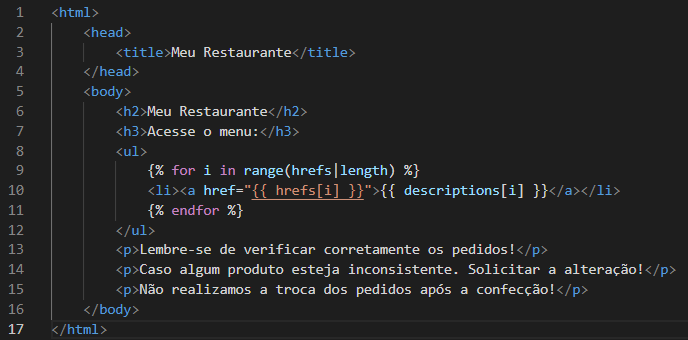 1 <html>
2 <head>
3 <title>Meu Restaurante</title>
4 </head>
5 <body>
6 <h2>Meu Restaurante</h2>
7 <h3>Acesse o menu:</h3>
8 <ul>
9 {% for i in range(hrefs|length) %}
10 <li><a href="{{ hrefs[i] }}">{{ descriptions[i] }}</a></li>
11 {% endfor %}
12 </ul>
13 <p>Lembre-se de verificar corretamente os pedidos!</p>
14 <p>Caso algum produto esteja inconsistente. Solicitar a alteração!</p>
15 <p>Não realizamos a troca dos pedidos após a confecção!</p>
16 </body>
17 </html>